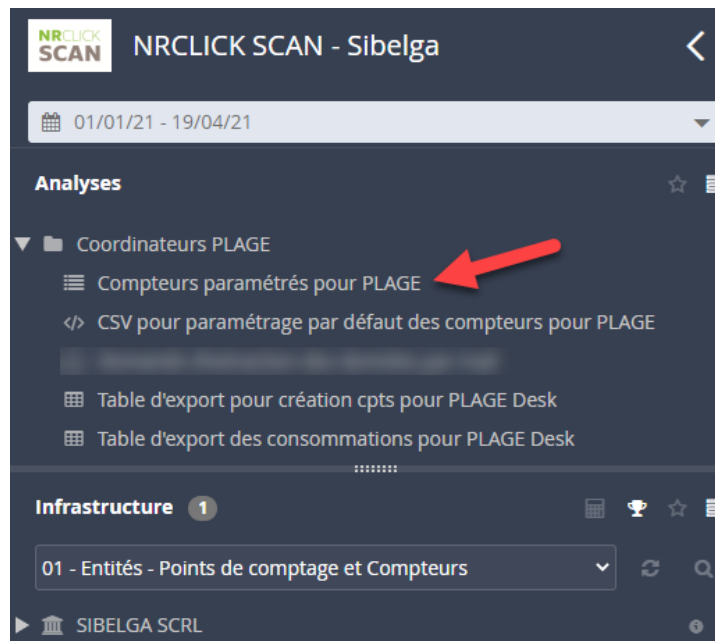 NRCLICK
SCAN
NRCLICK SCAN - Sibelga
01/01/21 - 19/04/21
Analyses
Coordinateurs PLAGE
Compteurs paramétrés pour PLAGE
</> CSV pour paramétrage par défaut des compteurs pour PLAGE
Table d'export pour création cpts pour PLAGE Desk
Table d'export des consommations pour PLAGE Desk
Infrastructure 1
01 - Entités - Points de comptage et Compteurs
SIBELGA SCRL